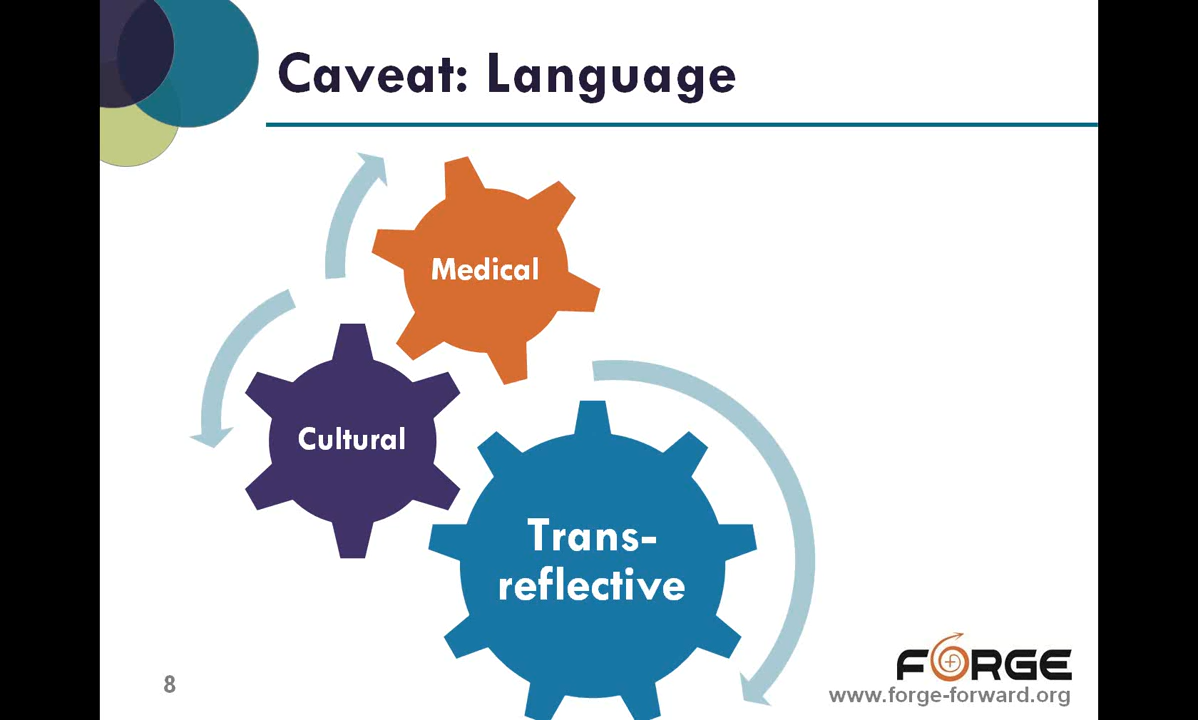 Caveat: Language
Medical
Cultural
Trans-
reflective
FORGE
www.forge-forward.org
8